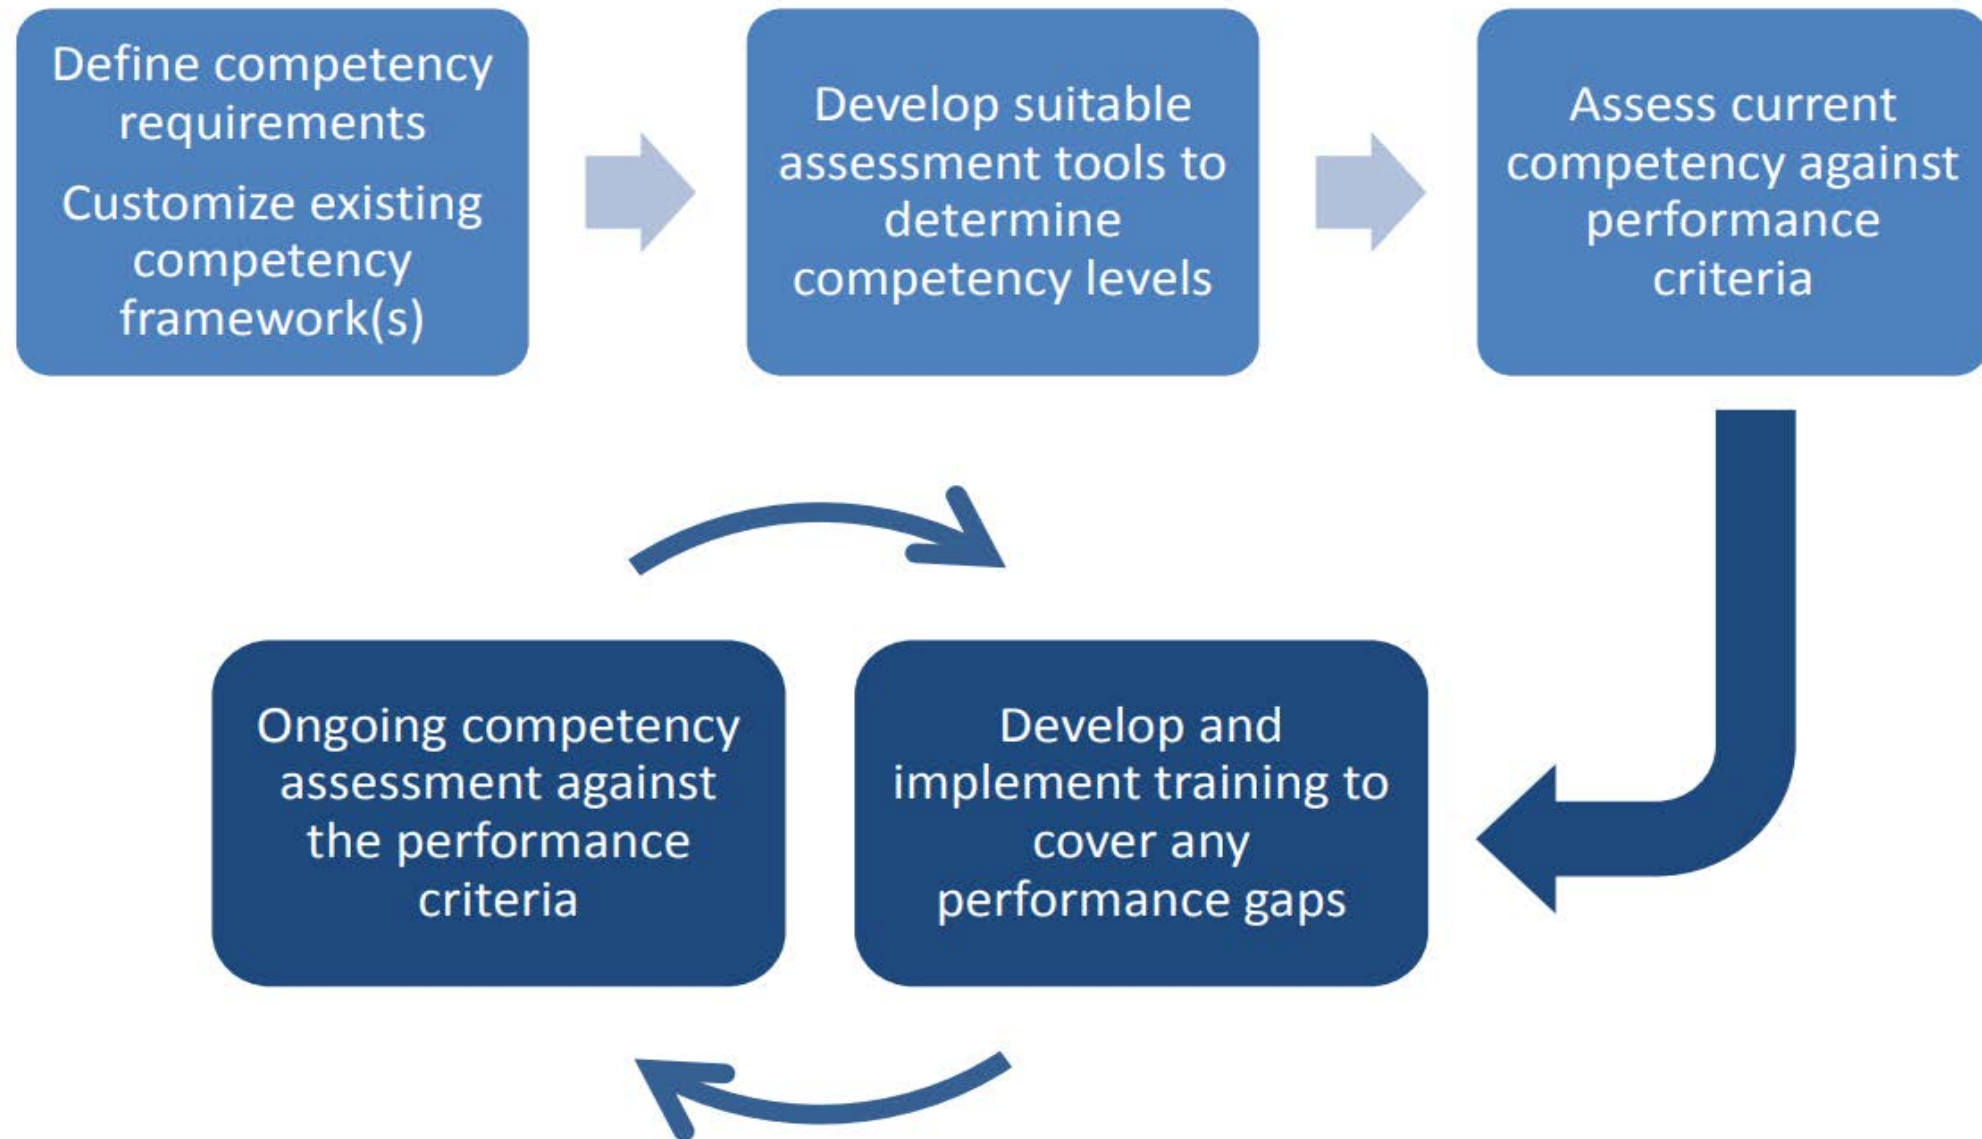 Define competency
requirements
Customize existing
competency
framework(s)
Develop suitable
assessment tools to
determine
competency levels
Assess current
competency against
performance
criteria
Ongoing competency
assessment against
the performance
criteria
Develop and
implement training to
cover any
performance gaps